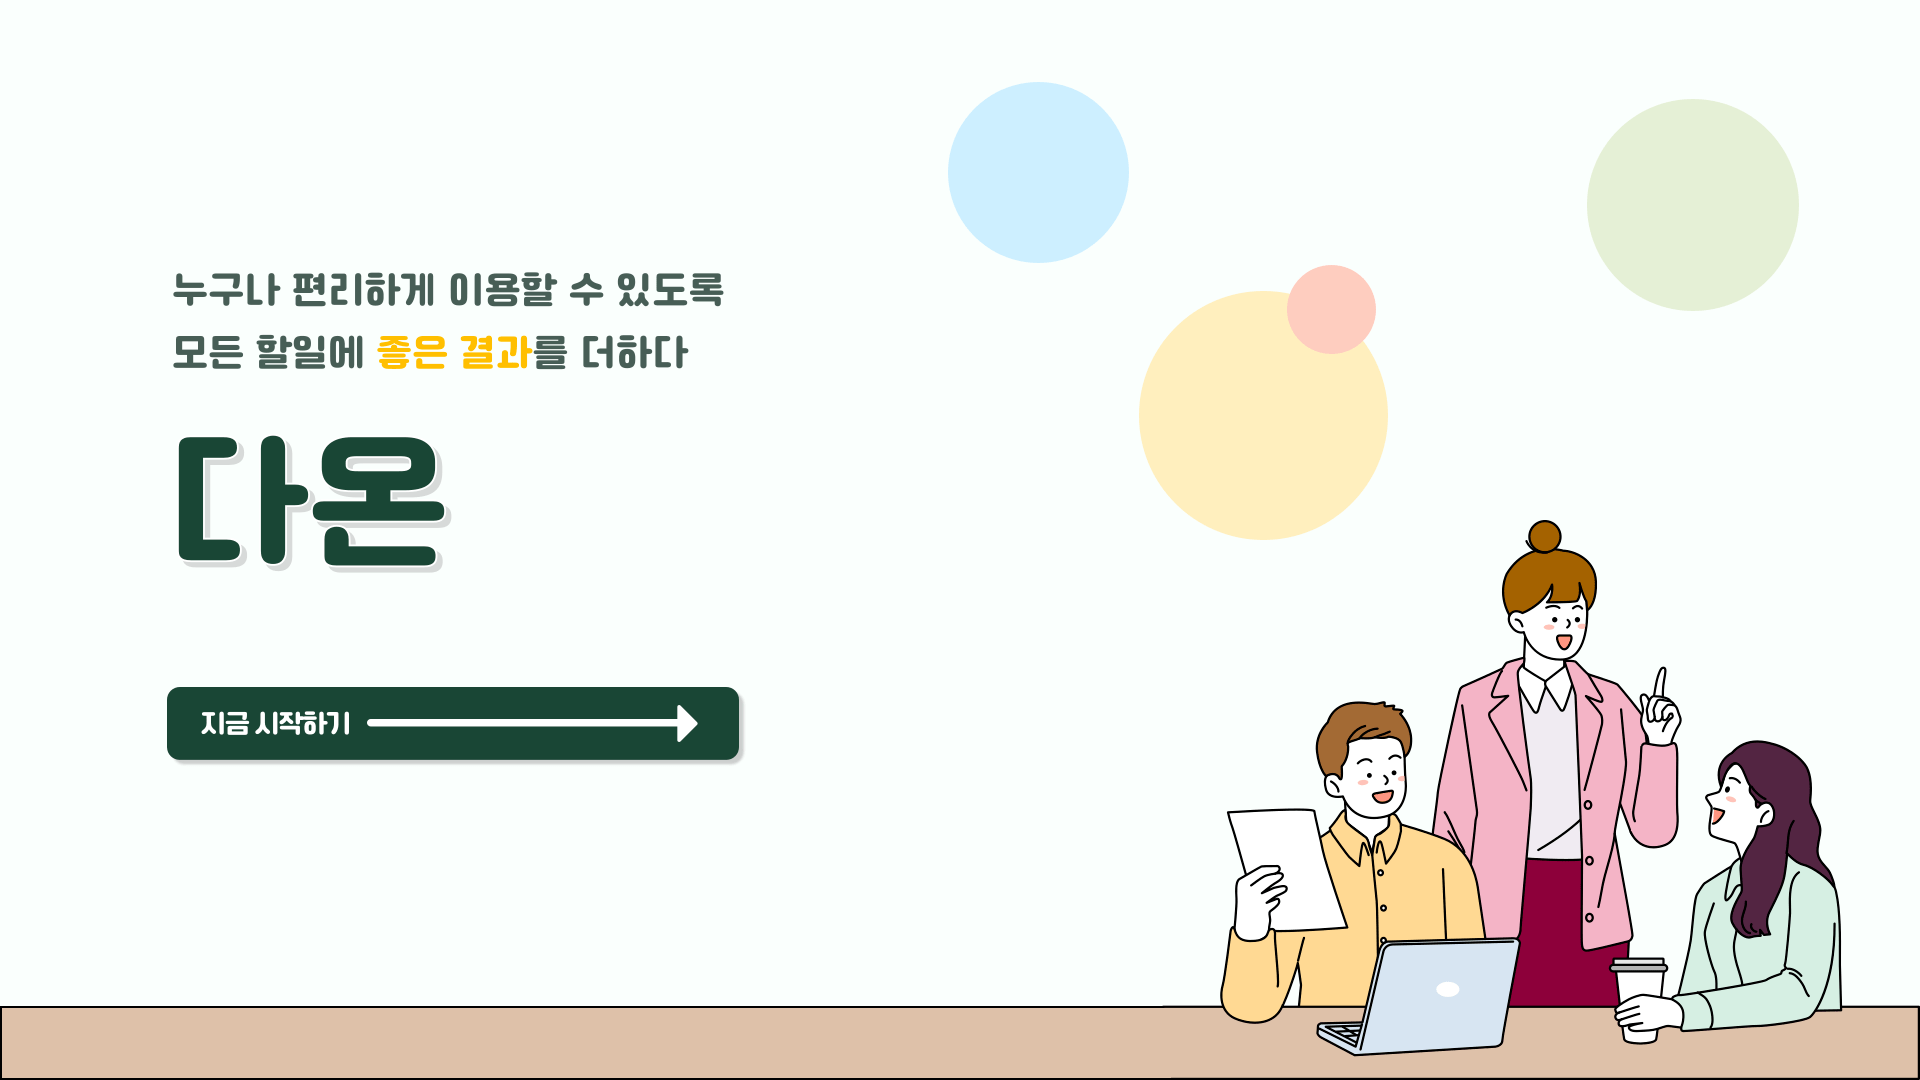 누구나 편리하게 이용할 수 있도록
모든 할일에 좋은 결과를 더하다
다온
지금 시작하기